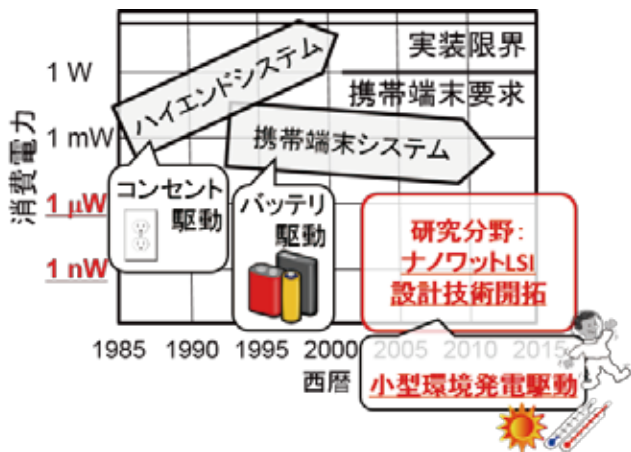 実装限界
ハイエンドシステム
1 W
携帯端末要求
消費電力
1 mW
携帯端末システム
コンセント
駆動
バッテリ
駆動
1 μW
研究分野:
ナノワットLSI
設計技術開拓
1 nW
1985 1990 1995 2000 2005 2010 2015
西暦
小型環境発電駆動